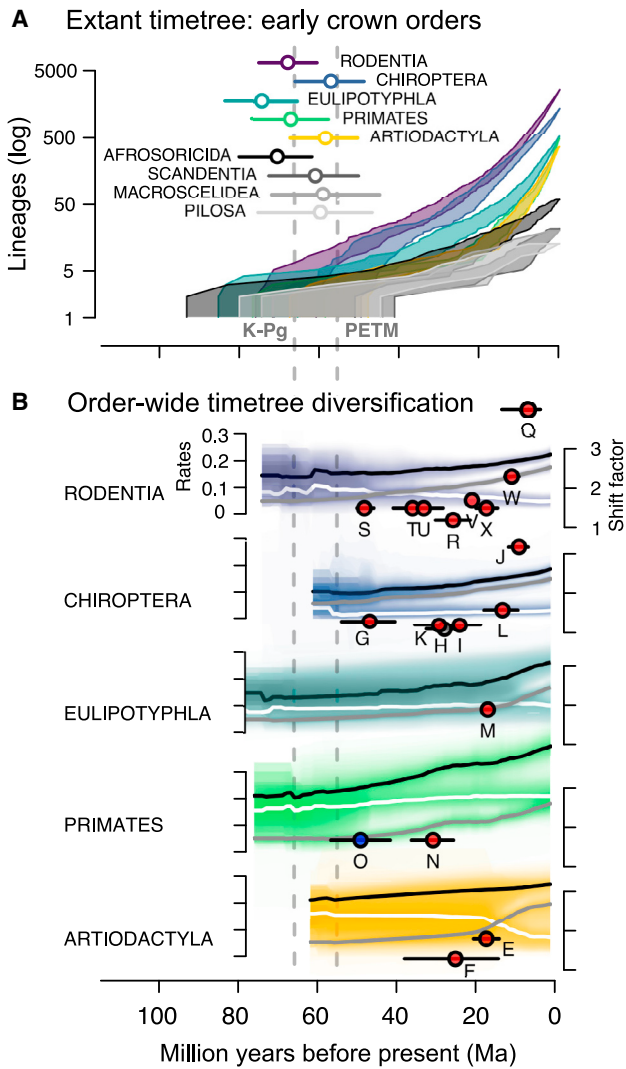 A Extant timetree: early crown orders
RODENTIA
CHIROPTERA
EULIPOTYPHLA
PRIMATES
ARTIODACTYLA
AFROSORICIDA
SCANDENTIA
MACROSCELIDEA
PILOSA
Lineages (log)
5000
500
50
5
1
K-Pg
PETM
B Order-wide timetree diversification
Q
Rates
0.3
0.2
0.1
0
Shift factor
3
2
1
RODENTIA
S
T
U
R
V
X
W
CHIROPTERA
J
G
K
H
I
L
EULIPOTYPHLA
M
PRIMATES
O
N
ARTIODACTYLA
E
F
100 80 60 40 20 0
Million years before present (Ma)